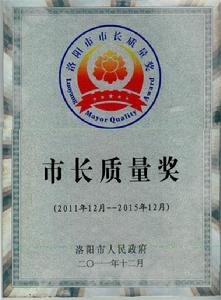 洛阳市市长质量奖
Luoyang Mayor Quality Award
市长质量奖
(2011年12月--2015年12月)
洛阳市人民政府
二〇一一年十二月